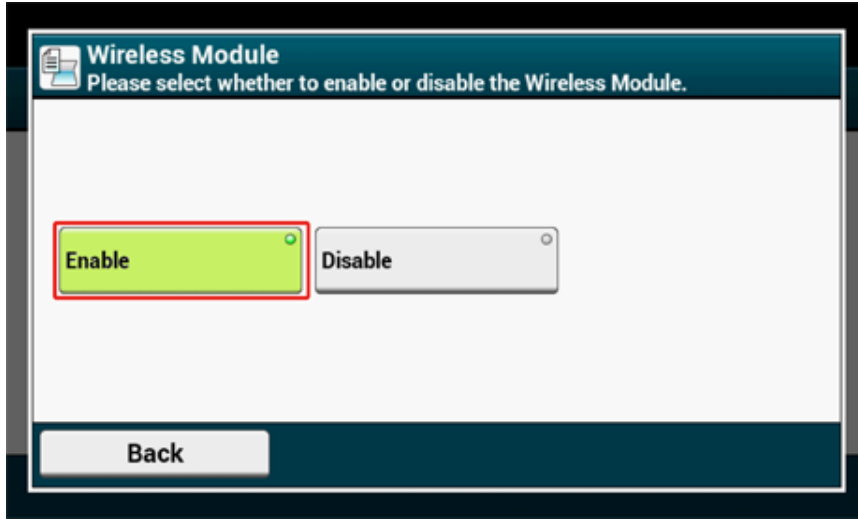 Wireless Module
Please select whether to enable or disable the Wireless Module.
Enable
Disable
Back